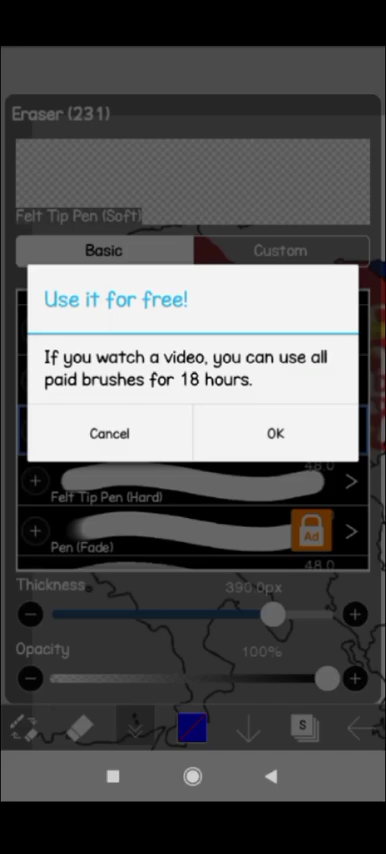 Eraser (231)
Felt Tip Pen (Soft)
Basic
Custom
Use it for free!
If you watch a video, you can use all
paid brushes for 18 hours.
Cancel
OK
48.0
Felt Tip Pen (Hard)
Ad
Pen (Fade)
48.0
Thickness
390.0px
Opacity
100%
S